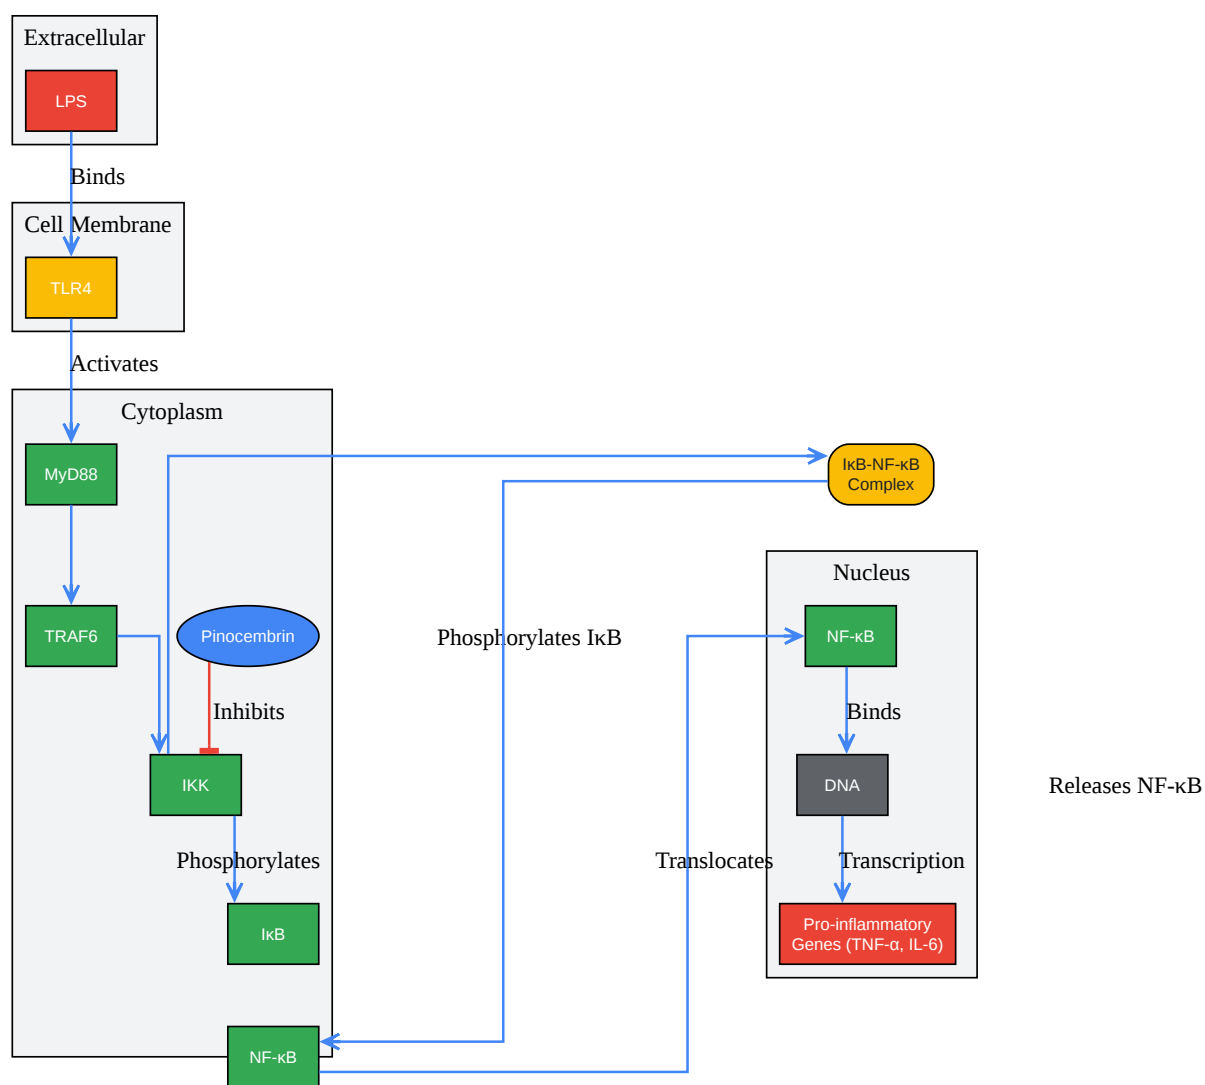 Extracellular
LPS
Binds
Cell Membrane
TLR4
Activates
Cytoplasm
MyD88
IκB-NF-κB
Complex
Nucleus
TRAF6
Pinocembrin
Phosphorylates IκB
NF-κB
Inhibits
Binds
IKK
DNA
Releases NF-κB
Phosphorylates
Translocates
Transcription
IκB
Pro-inflammatory
Genes (TNF-α, IL-6)
NF-κB